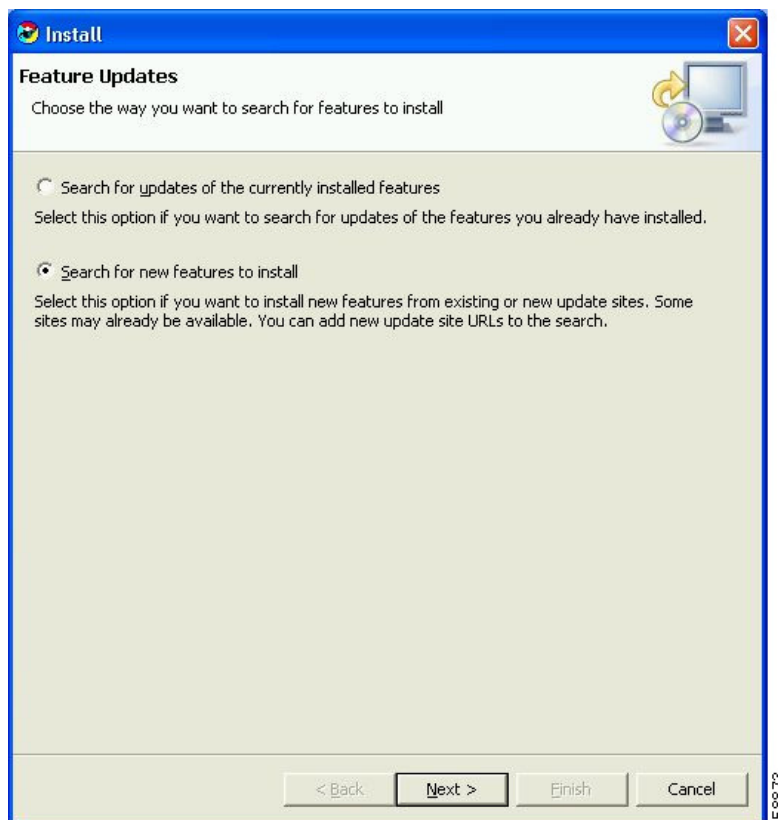 Install
Feature Updates
Choose the way you want to search for features to install
Search for updates of the currently installed features
Select this option if you want to search for updates of the features you already have installed.
Search for new features to install
Select this option if you want to install new features from existing or new update sites. Some
sites may already be available. You can add new update site URLs to the search.
< Back
Next >
Finish
Cancel